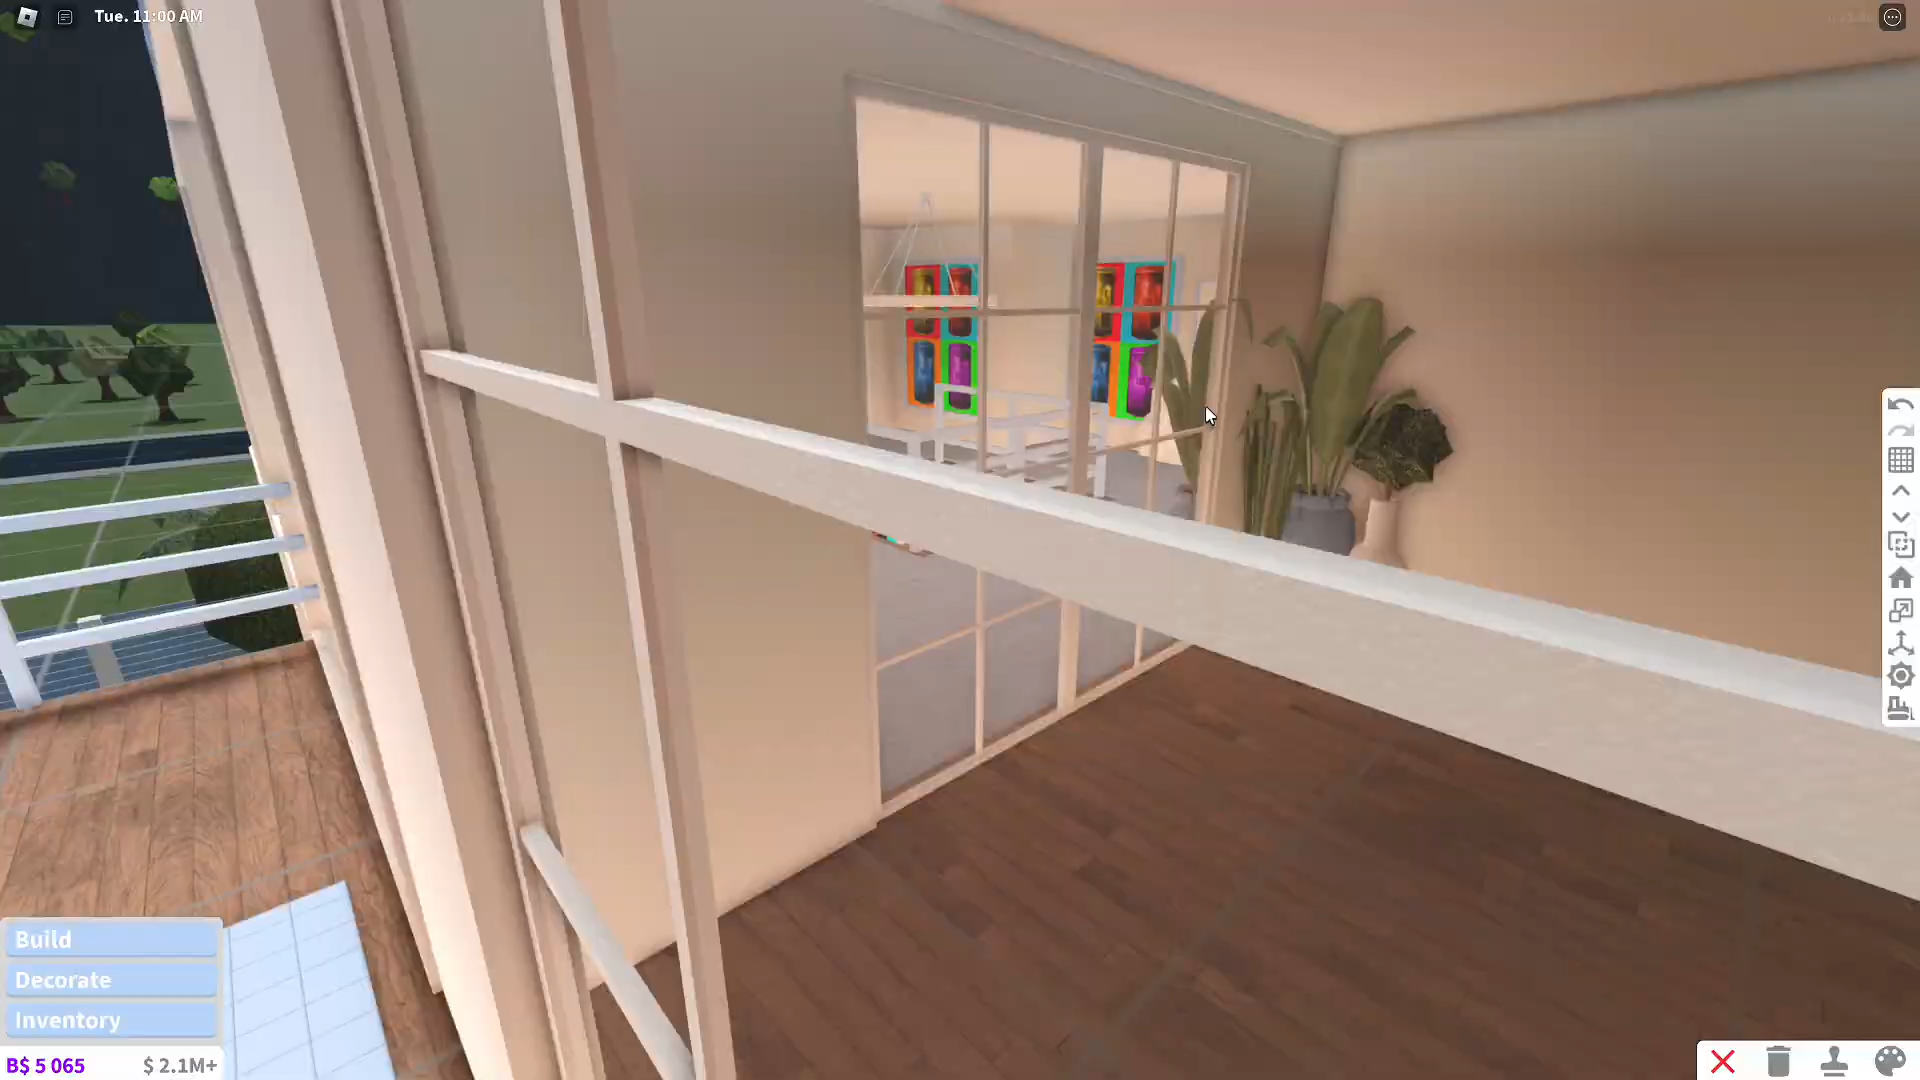 Tue. 11:00 AM
Build
Decorate
Inventory
B$ 5 065
$ 2.1M+